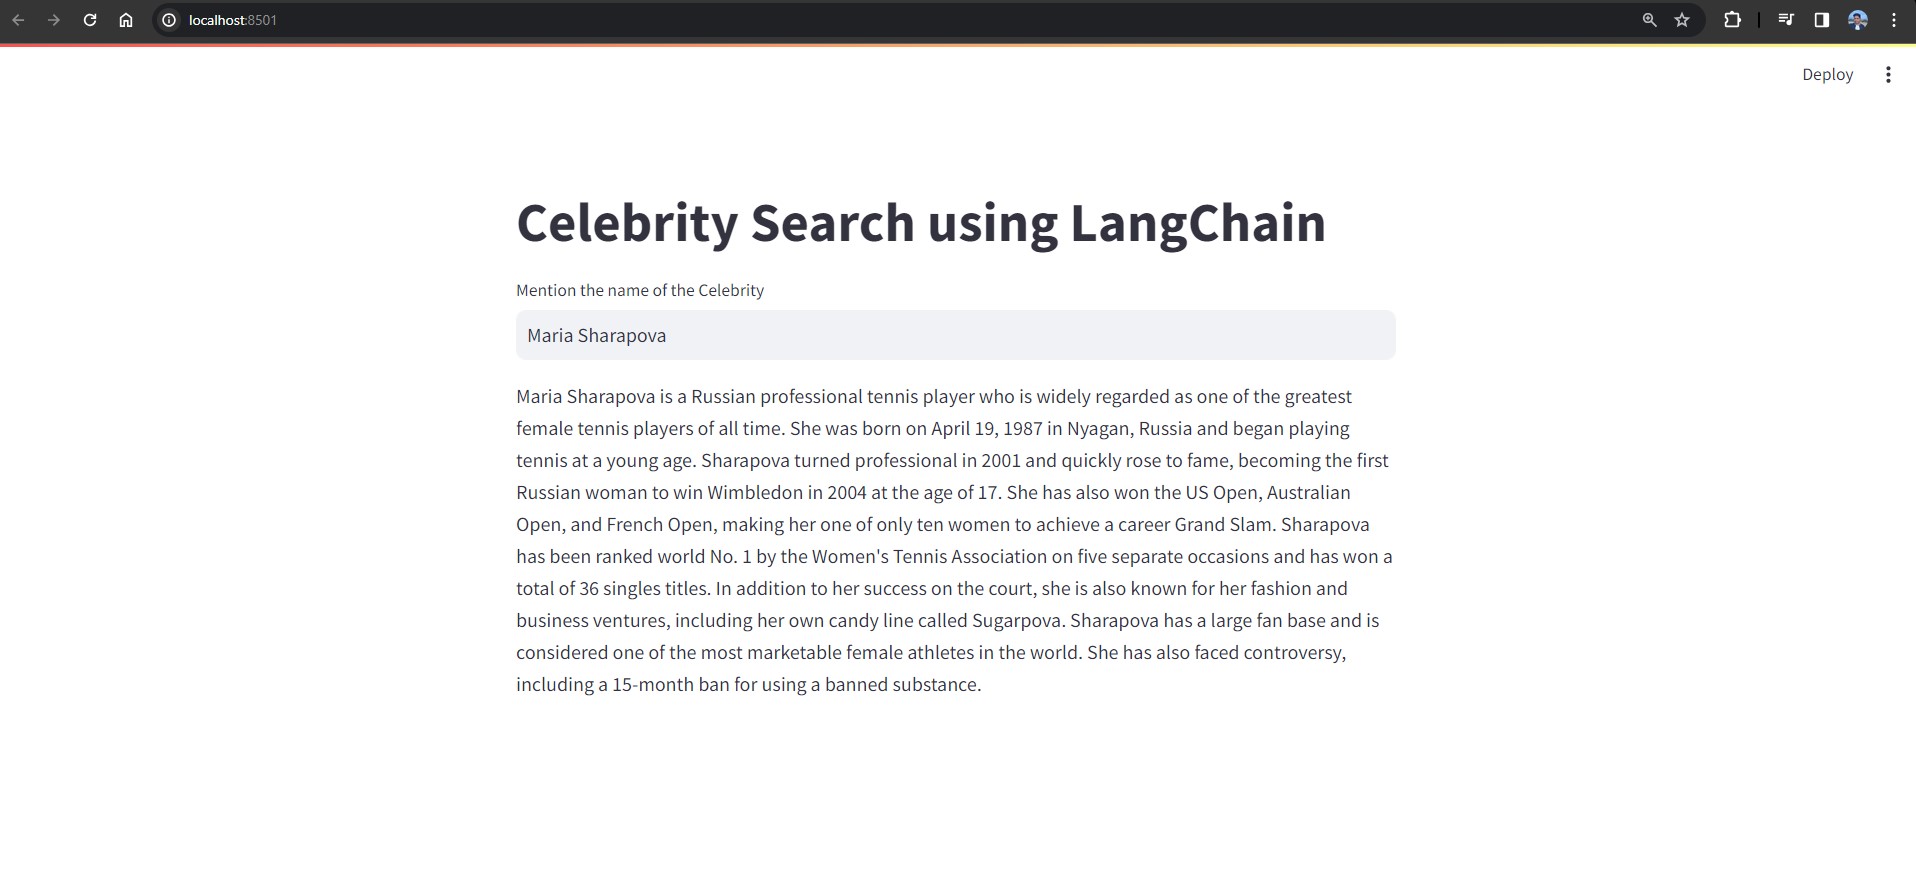 localhost:8501
Deploy
Celebrity Search using LangChain
Mention the name of the Celebrity
Maria Sharapova
Maria Sharapova is a Russian professional tennis player who is widely regarded as one of the greatest
female tennis players of all time. She was born on April 19, 1987 in Nyagan, Russia and began playing
tennis at a young age. Sharapova turned professional in 2001 and quickly rose to fame, becoming the first
Russian woman to win Wimbledon in 2004 at the age of 17. She has also won the US Open, Australian
Open, and French Open, making her one of only ten women to achieve a career Grand Slam. Sharapova
has been ranked world No. 1 by the Women's Tennis Association on five separate occasions and has won a
total of 36 singles titles. In addition to her success on the court, she is also known for her fashion and
business ventures, including her own candy line called Sugarpova. Sharapova has a large fan base and is
considered one of the most marketable female athletes in the world. She has also faced controversy,
including a 15-month ban for using a banned substance.